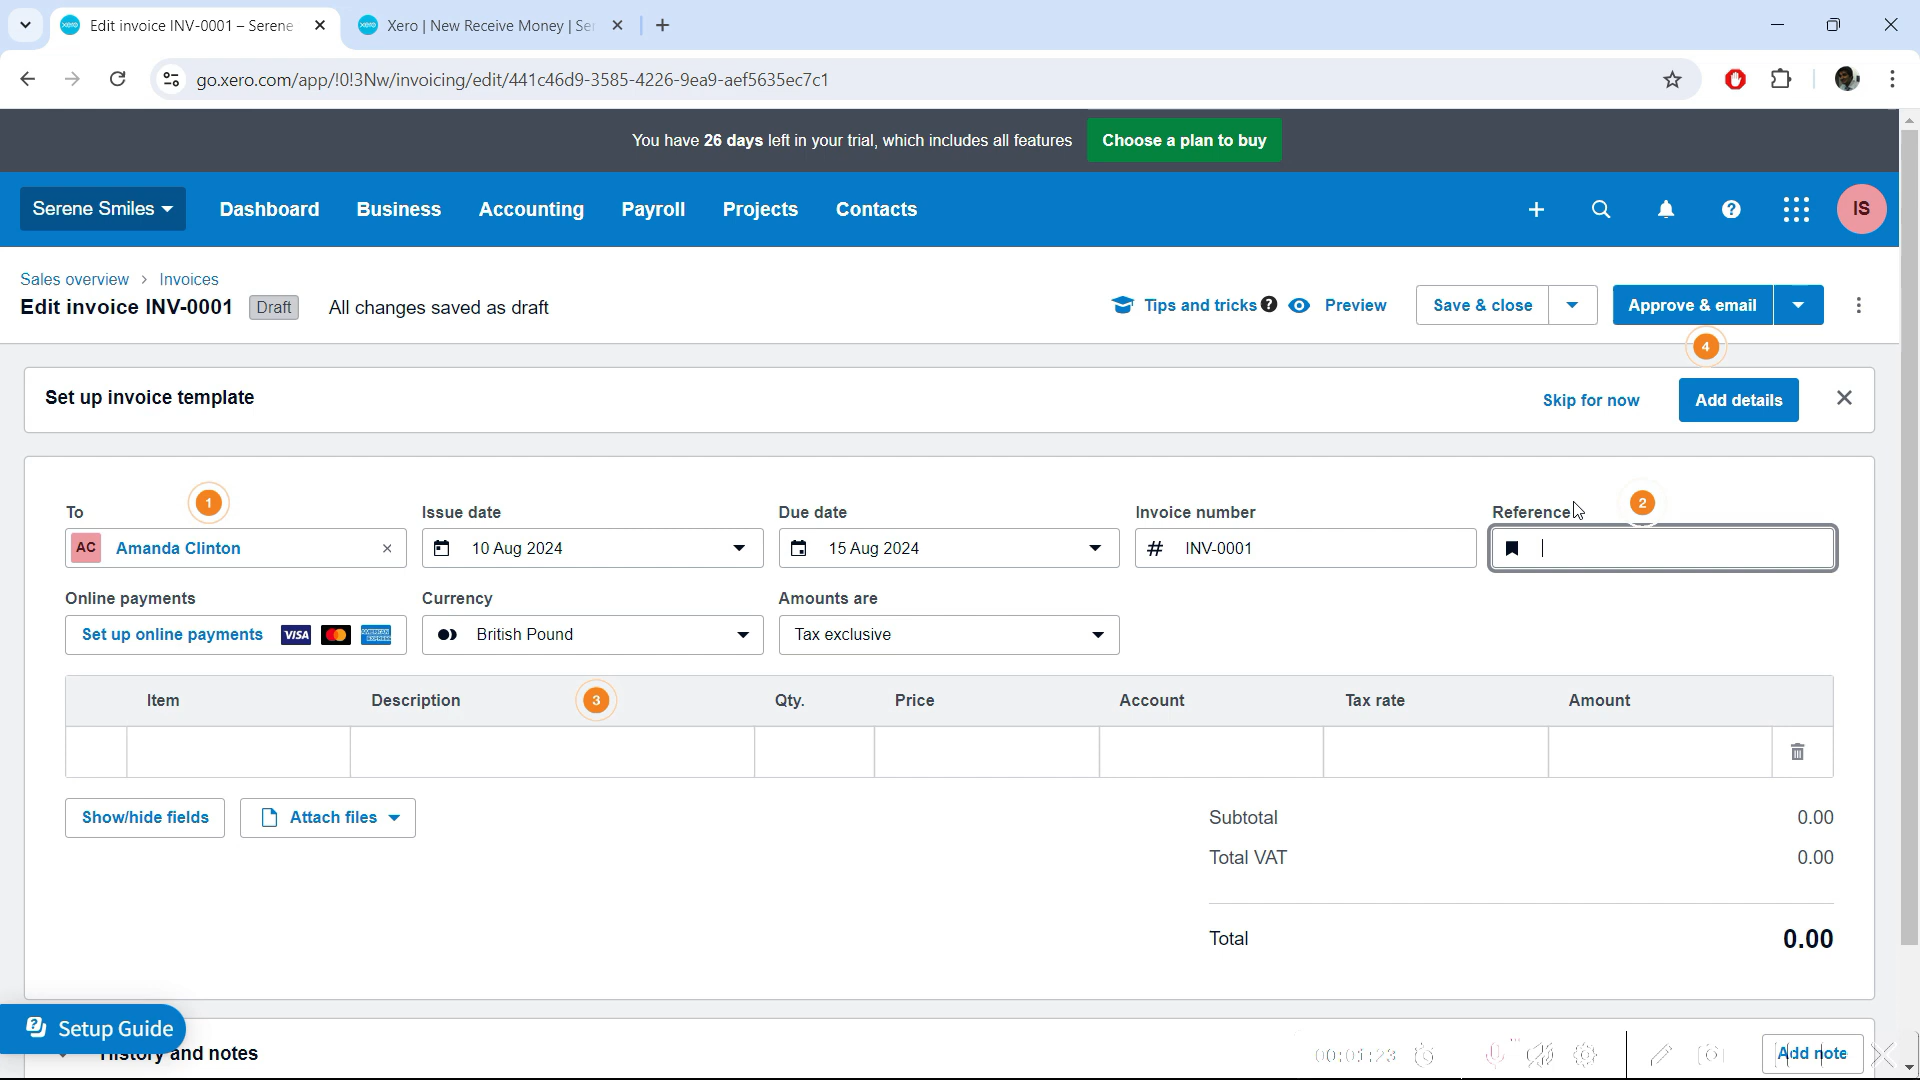 Edit invoice INV-0001 – Serene
Xero | New Receive Money | Ser
go.xero.com/app/!0!3Nw/invoicing/edit/441c46d9-3585-4226-9ea9-aef5635ec7c1
You have 26 days left in your trial, which includes all features
Choose a plan to buy
Serene Smiles
Dashboard
Business
Accounting
Payroll
Projects
Contacts
IS
Sales overview > Invoices
Edit invoice INV-0001
Draft
All changes saved as draft
Tips and tricks
Preview
Save & close
Approve & email
4
Set up invoice template
Skip for now
Add details
To
1
Issue date
Due date
Invoice number
Reference
2
AC
Amanda Clinton
10 Aug 2024
15 Aug 2024
# INV-0001
Online payments
Currency
Amounts are
Set up online payments
VISA
AMERICAN EXPRESS
British Pound
Tax exclusive
Item
Description
3
Qty.
Price
Account
Tax rate
Amount
Show/hide fields
Attach files
Subtotal
0.00
Total VAT
0.00
Total
0.00
Setup Guide
History and notes
00:01:23
Add note